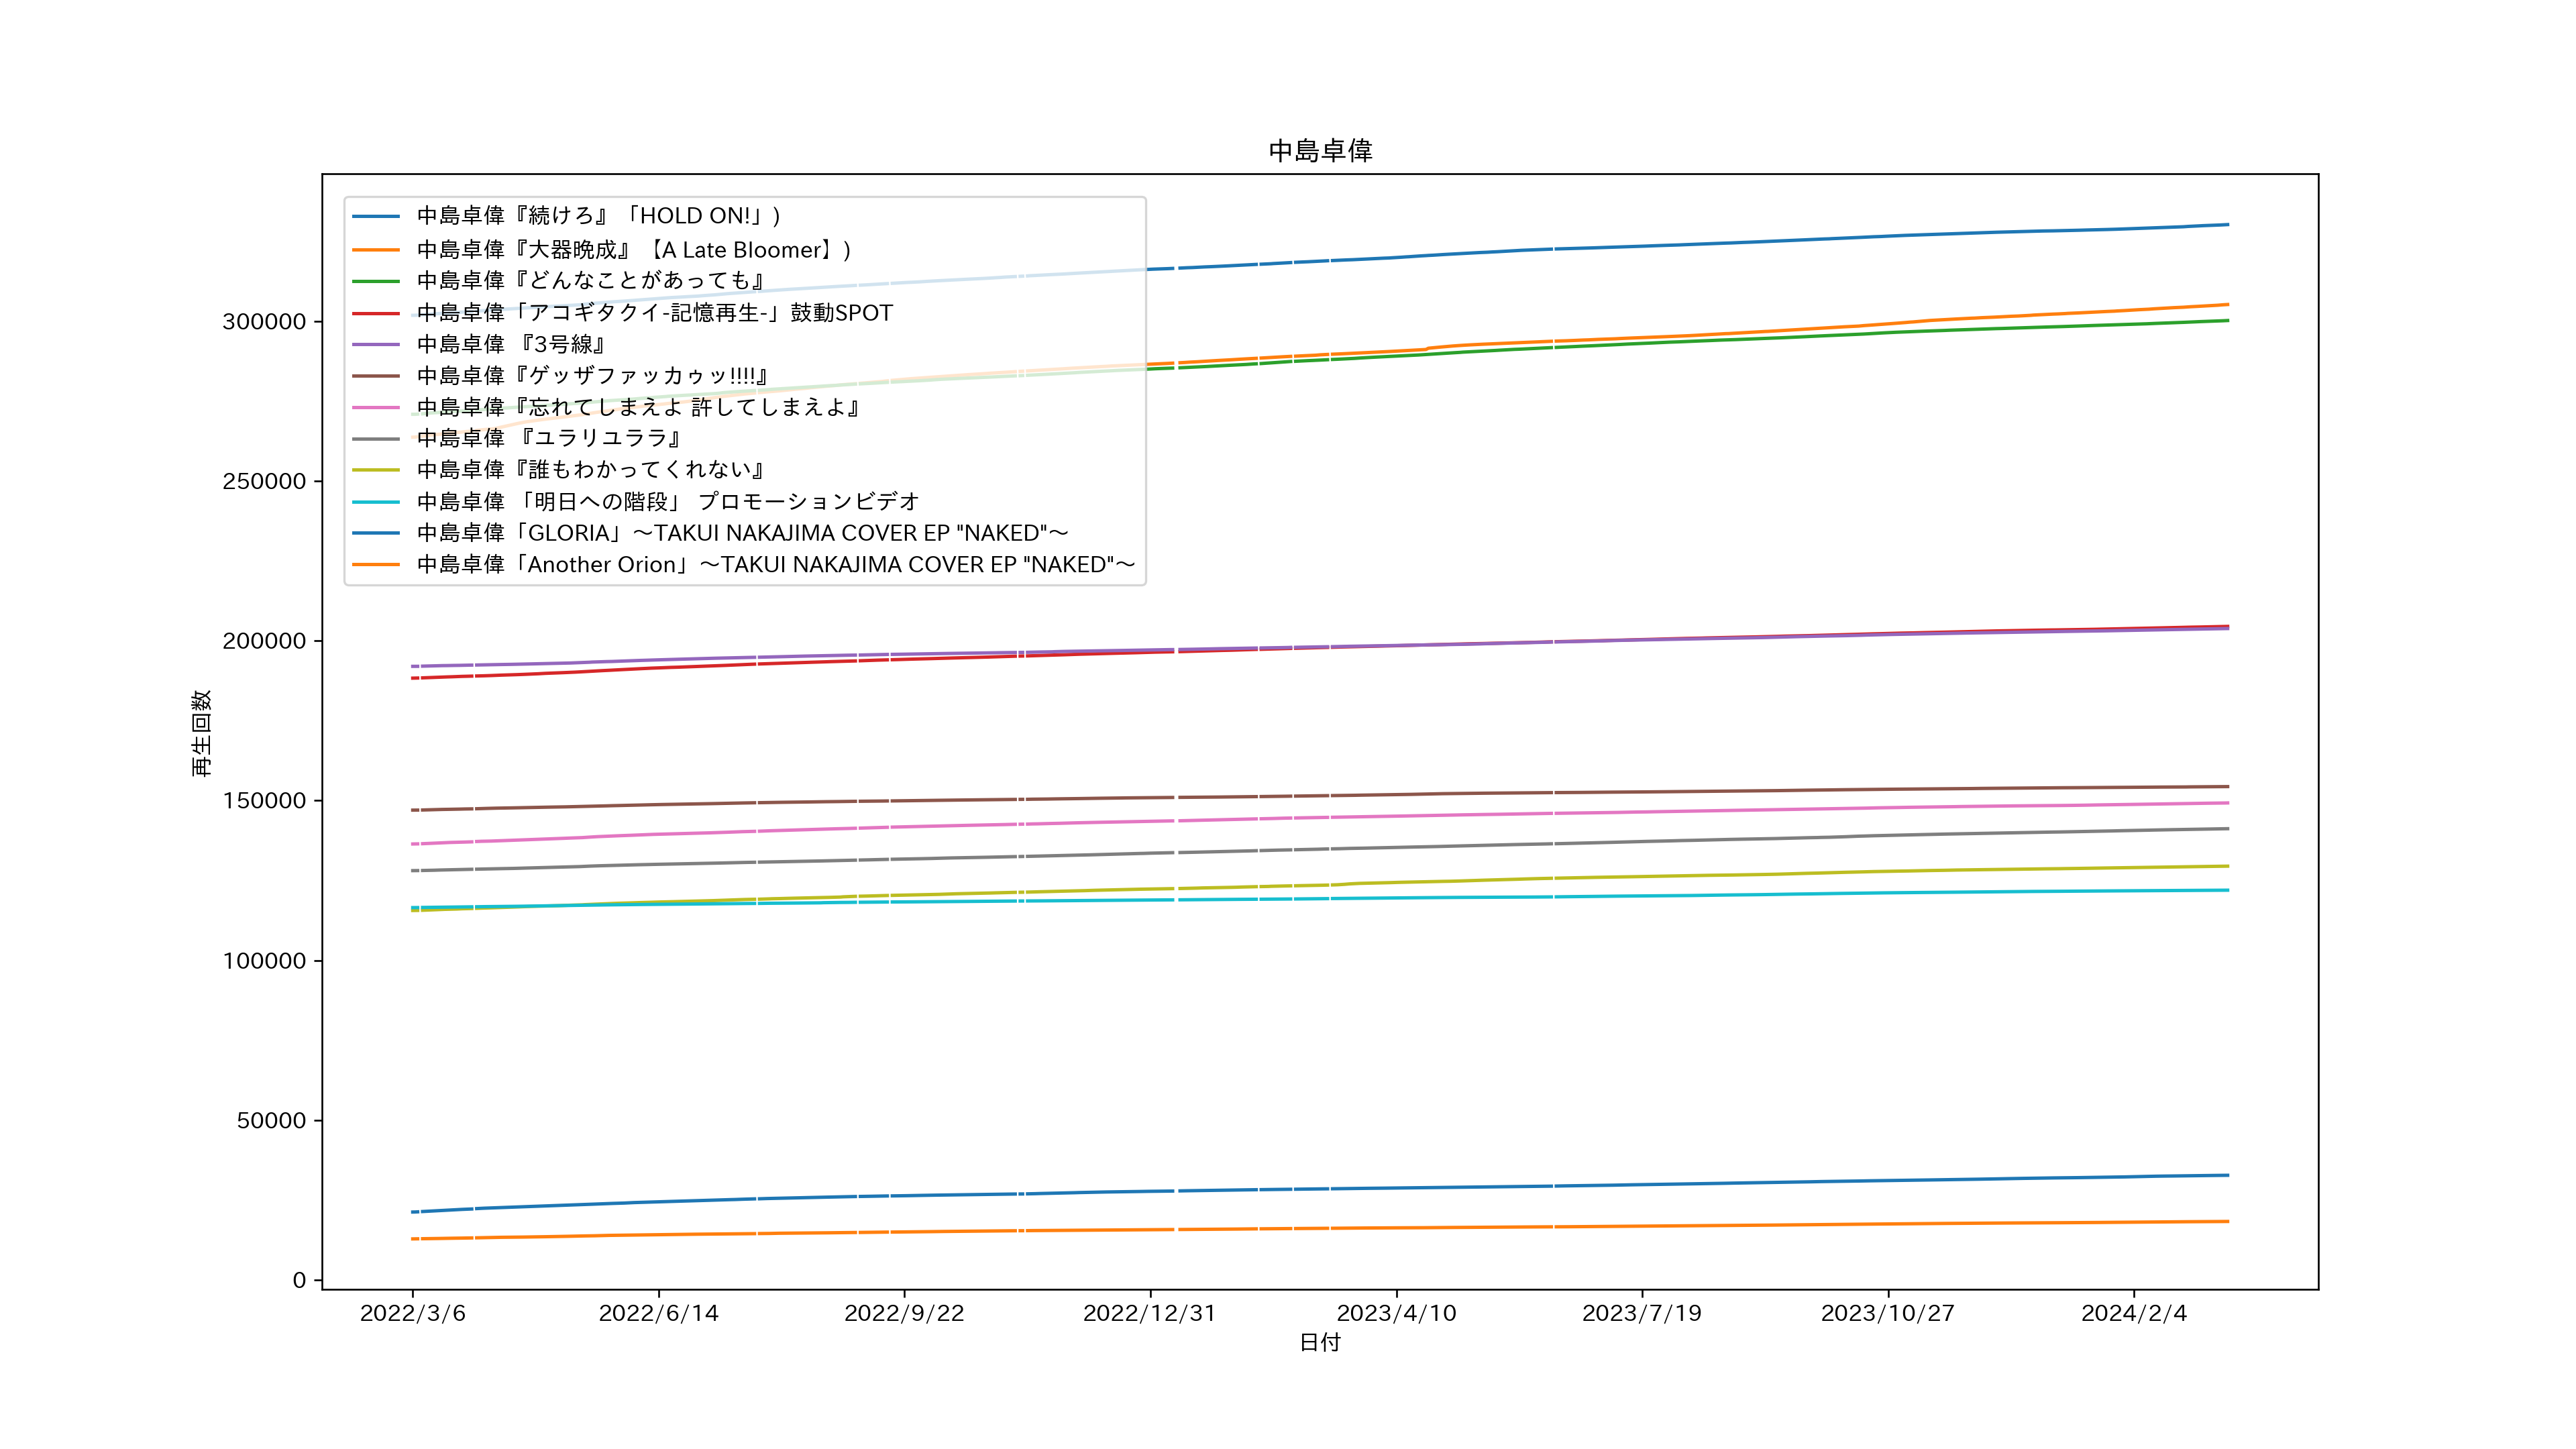 中島卓偉
中島卓偉『続けろ』「HOLD ON!」)
中島卓偉『大器晩成』【A Late Bloomer】)
中島卓偉『どんなことがあっても』
中島卓偉「アコギタクイ-記憶再生-」鼓動SPOT
中島卓偉 『3号線』
中島卓偉『ゲッザファッカゥッ!!!!』
中島卓偉『忘れてしまえよ 許してしまえよ』
中島卓偉 『ユラリユララ』
中島卓偉『誰もわかってくれない』
中島卓偉 「明日への階段」 プロモーションビデオ
中島卓偉「GLORIA」～TAKUI NAKAJIMA COVER EP "NAKED"～
中島卓偉「Another Orion」～TAKUI NAKAJIMA COVER EP "NAKED"～
300000
250000
200000
150000
100000
50000
0
再生回数
2022/3/6
2022/6/14
2022/9/22
2022/12/31
2023/4/10
2023/7/19
2023/10/27
2024/2/4
日付